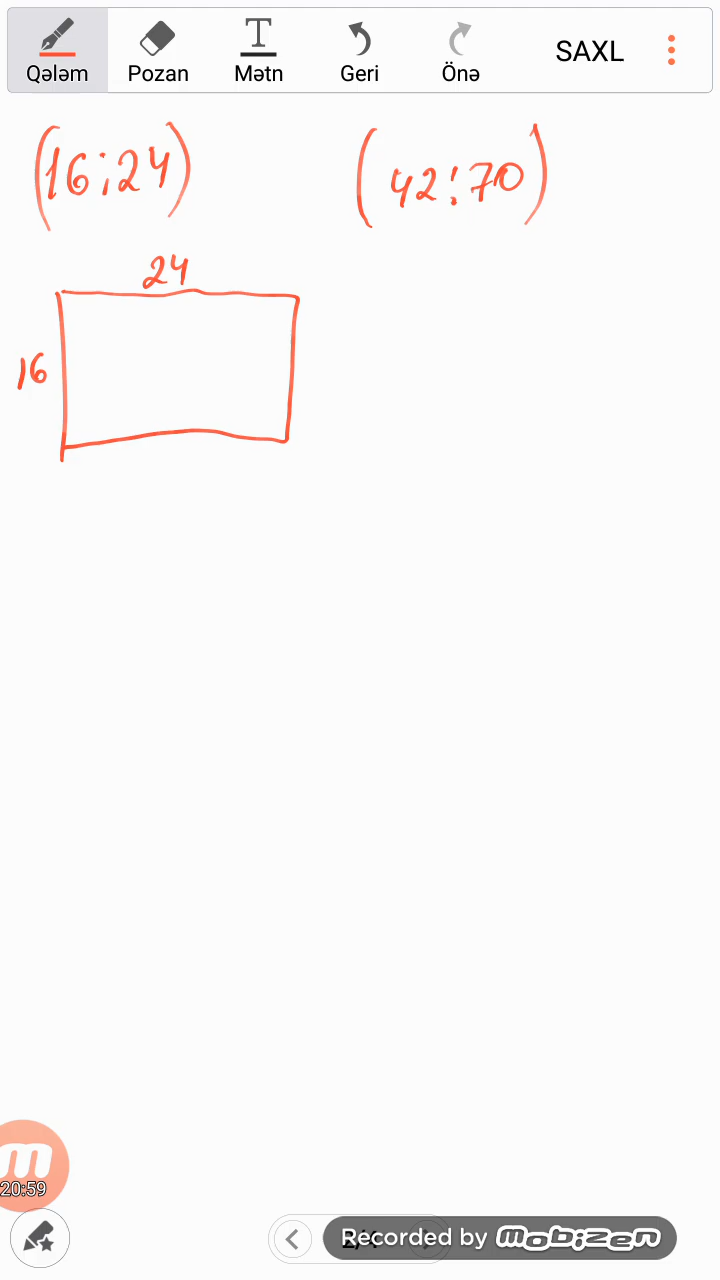 Qələm Pozan Mətn Geri Önə SAXL
(16;24) (42;70)
24
16
20:59
Recorded by mobizen